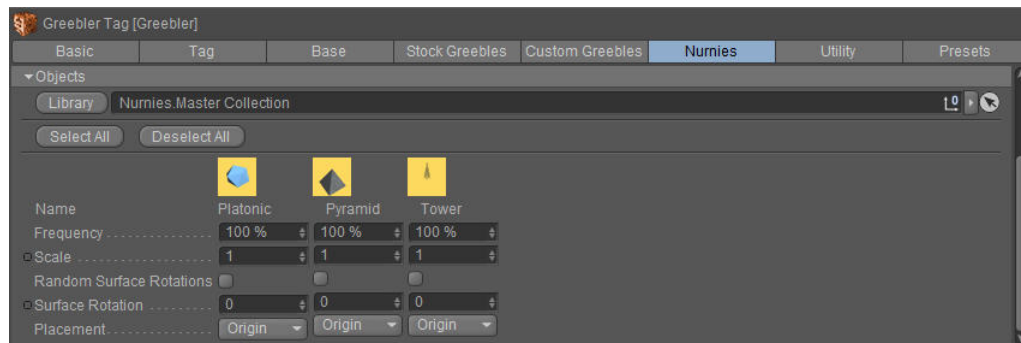 Greebler Tag [Greebler]
Basic Tag Base Stock Greebles Custom Greebles Nurnies Utility Presets
Objects
Library Nurnies.Master Collection
Select All Deselect All
Name Platonic Pyramid Tower
Frequency 100 % 100 % 100 %
Scale 1 1 1
Random Surface Rotations
Surface Rotation 0 0 0
Placement Origin Origin Origin